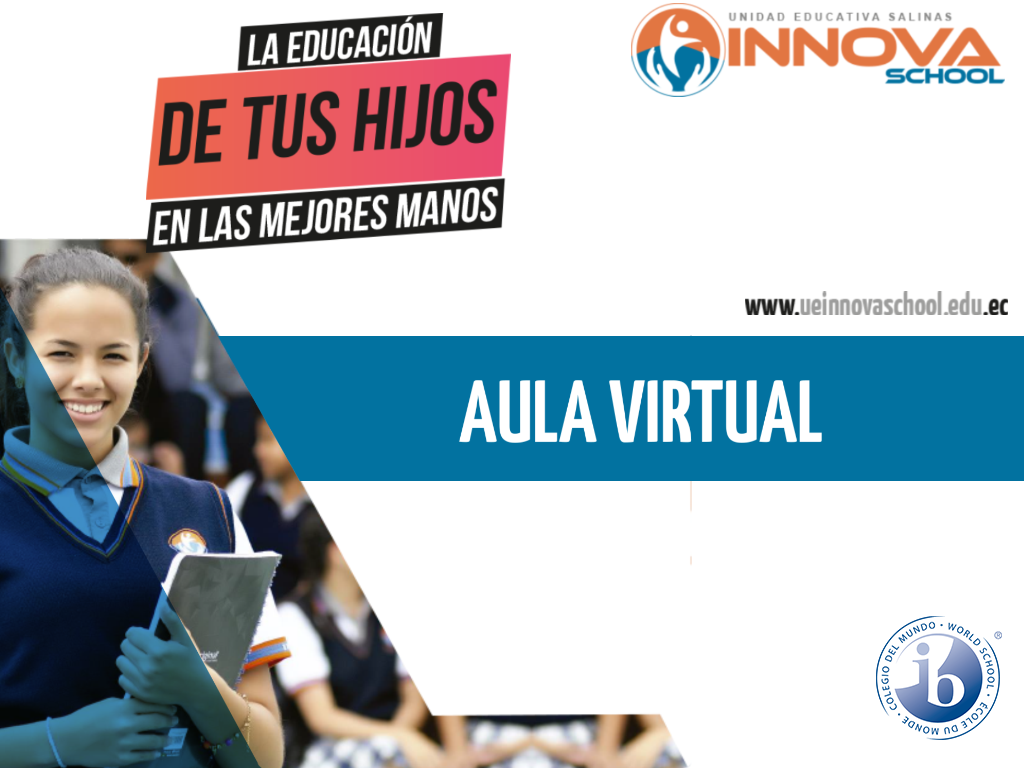 LA EDUCACIÓN
DE TUS HIJOS
EN LAS MEJORES MANOS
UNIDAD EDUCATIVA SALINAS
INNOVA
SCHOOL
www.ueinnovaschool.edu.ec
AULA VIRTUAL
COLEGIO DEL MUNDO • WORLD SCHOOL • ÉCOLE DU MONDE •
ib
®